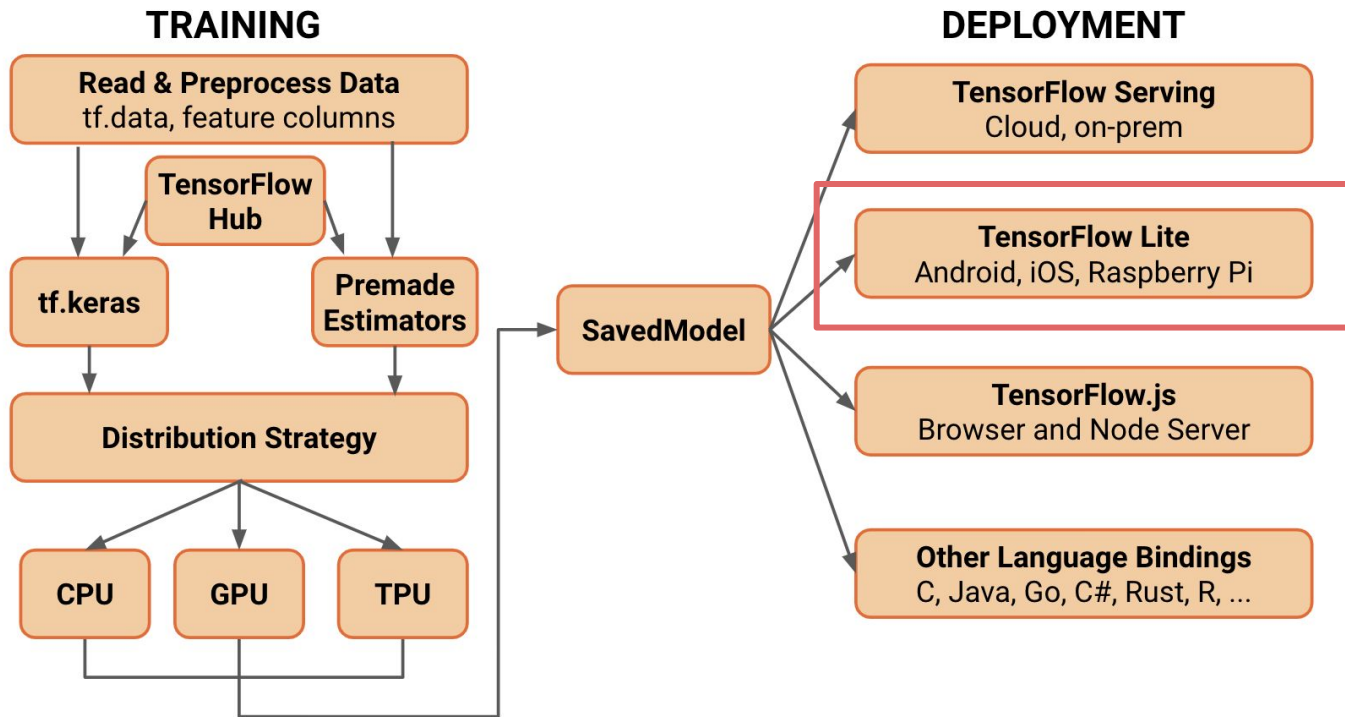 TRAINING
Read & Preprocess Data
tf.data, feature columns
TensorFlow
Hub
tf.keras
Premade
Estimators
Distribution Strategy
CPU
GPU
TPU
SavedModel
DEPLOYMENT
TensorFlow Serving
Cloud, on-prem
TensorFlow Lite
Android, iOS, Raspberry Pi
TensorFlow.js
Browser and Node Server
Other Language Bindings
C, Java, Go, C#, Rust, R, ...